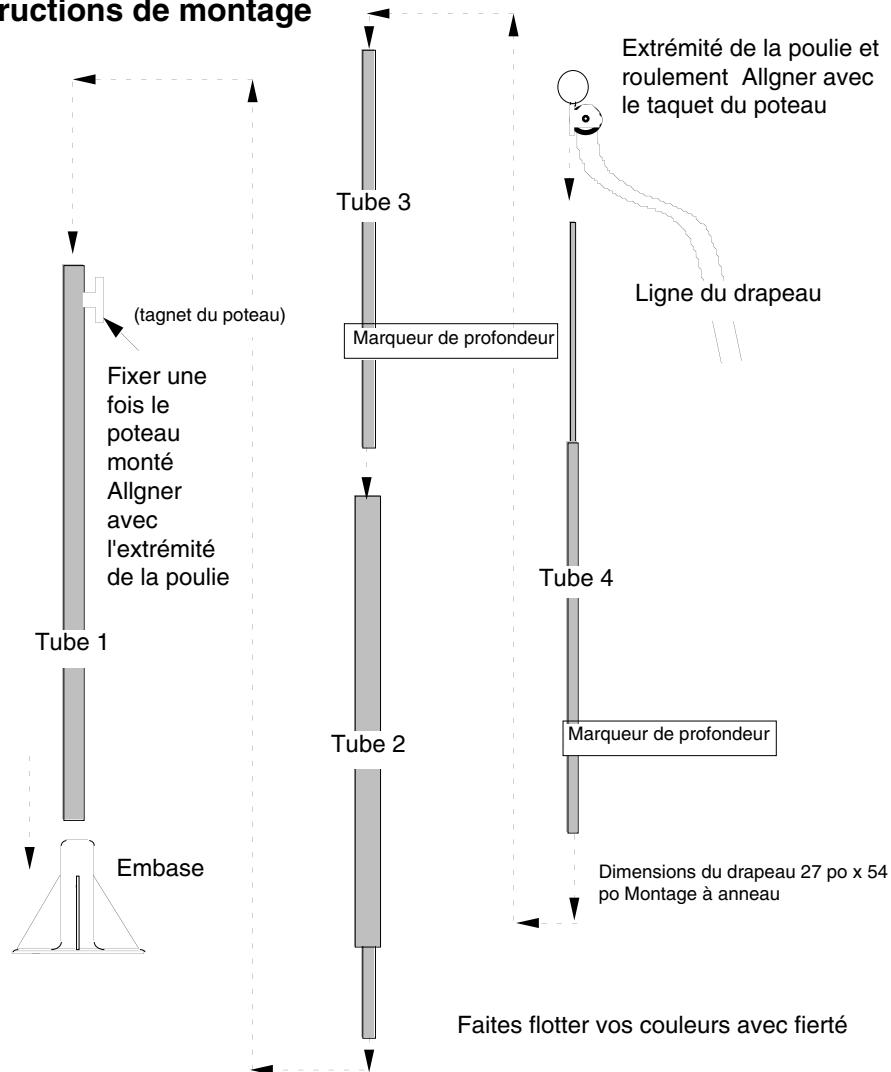 ructions de montage
Extrémité de la poulie et
roulement Allgner avec
le taquet du poteau
Tube 3
Ligne du drapeau
(tagnet du poteau)
Marqueur de profondeur
Fixer une
fois le
poteau
monté
Allgner
avec
l'extrémité
de la poulie
Tube 4
Tube 1
Marqueur de profondeur
Tube 2
Embase
Dimensions du drapeau 27 po x 54
po Montage à anneau
Faites flotter vos couleurs avec fierté